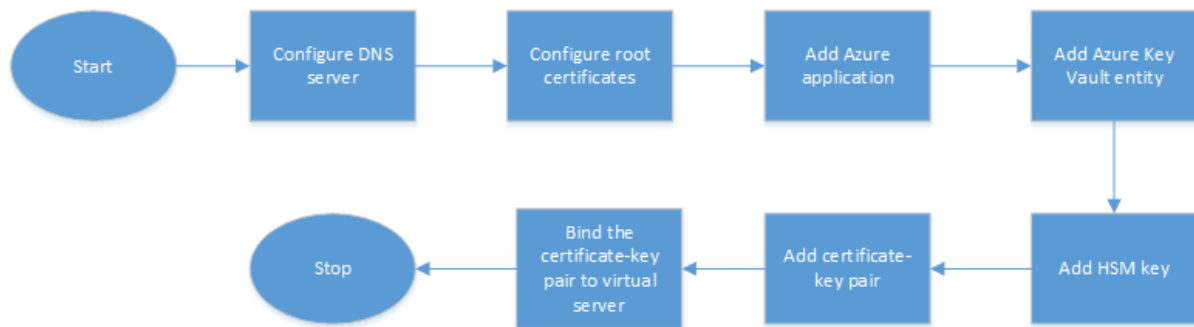 Start
Configure DNS
server
Configure root
certificates
Add Azure
application
Add Azure Key
Vault entity
Add HSM key
Add certificate-
key pair
Bind the
certificate-key
pair to virtual
server
Stop